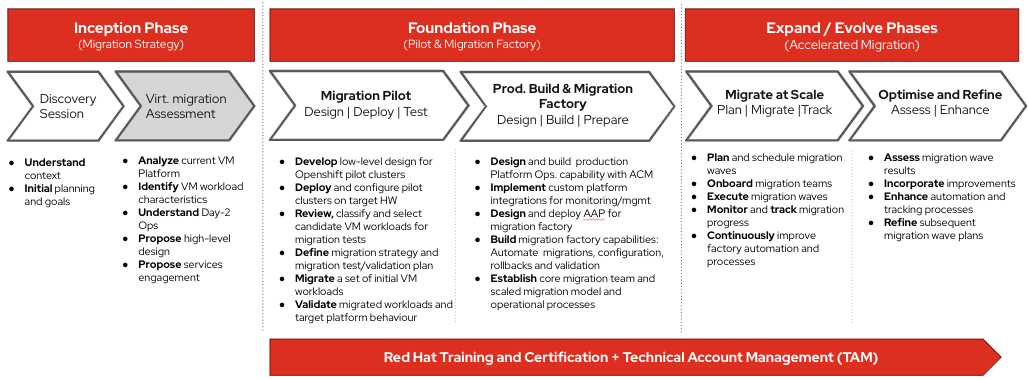 Inception Phase
(Migration Strategy)
Foundation Phase
(Pilot & Migration Factory)
Expand / Evolve Phases
(Accelerated Migration)
Discovery
Session
Virt. migration
Assessment
Migration Pilot
Design | Deploy | Test
Prod. Build & Migration
Factory
Design | Build | Prepare
Migrate at Scale
Plan | Migrate |Track
Optimise and Refine
Assess | Enhance
● Understand
context
● Initial planning
and goals
● Analyze current VM
Platform
● Identify VM workload
characteristics
● Understand Day-2
Ops
● Propose high-level
design
● Propose services
engagement
● Develop low-level design for
Openshift pilot clusters
● Deploy and configure pilot
clusters on target HW
● Review, classify and select
candidate VM workloads for
migration tests
● Define migration strategy and
migration test/validation plan
● Migrate a set of initial VM
workloads
● Validate migrated workloads and
target platform behaviour
● Design and build production
Platform Ops. capability with ACM
● Implement custom platform
integrations for monitoring/mgmt
● Design and deploy AAP for
migration factory
● Build migration factory capabilities:
Automate migrations, configuration,
rollbacks and validation
● Establish core migration team and
scaled migration model and
operational processes
● Plan and schedule migration
waves
● Onboard migration teams
● Execute migration waves
● Monitor and track migration
progress
● Continuously improve
factory automation and
processes
● Assess migration wave
results
● Incorporate improvements
● Enhance automation and
tracking processes
● Refine subsequent
migration wave plans
Red Hat Training and Certification + Technical Account Management (TAM)